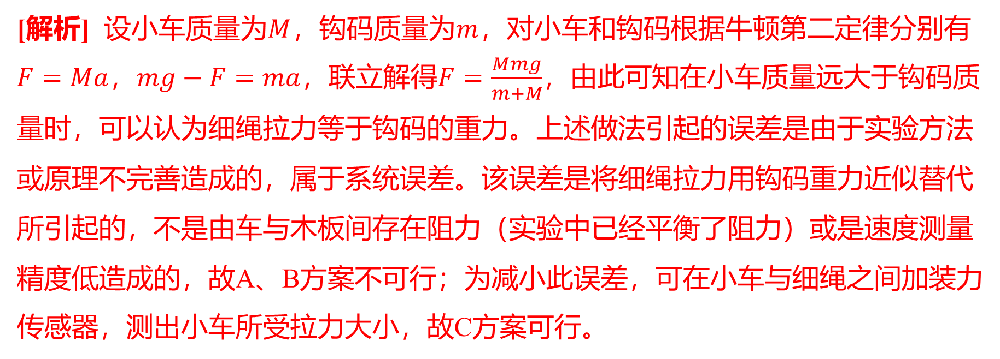 [解析] 设小车质量为M，钩码质量为m，对小车和钩码根据牛顿第二定律分别有
F = Ma，mg − F = ma，联立解得F = \frac{Mmg}{m+M}，由此可知在小车质量远大于钩码质
量时，可以认为细绳拉力等于钩码的重力。上述做法引起的误差是由于实验方法
或原理不完善造成的，属于系统误差。该误差是将细绳拉力用钩码重力近似替代
所引起的，不是由车与木板间存在阻力（实验中已经平衡了阻力）或是速度测量
精度低造成的，故A、B方案不可行；为减小此误差，可在小车与细绳之间加装力
传感器，测出小车所受拉力大小，故C方案可行。